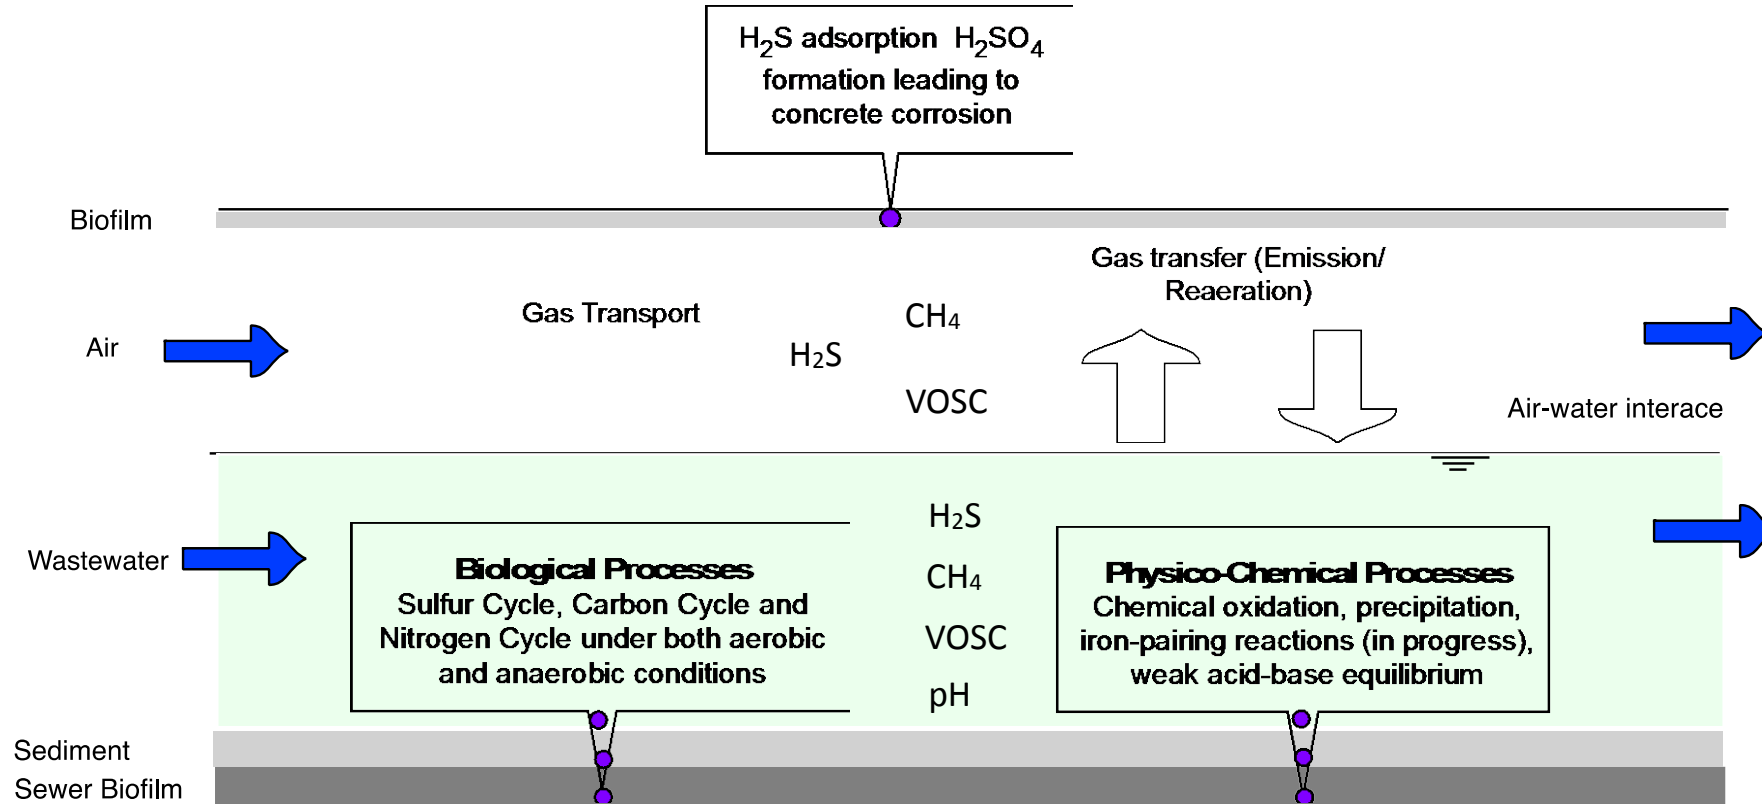 H₂S adsorption H₂SO₄
formation leading to
concrete corrosion
Biofilm
Gas transfer (Emission/
Reaeration)
Gas Transport
CH₄
Air
H₂S
VOSC
Air-water interace
H₂S
Wastewater
Biological Processes
Sulfur Cycle, Carbon Cycle and
Nitrogen Cycle under both aerobic
and anaerobic conditions
CH₄
VOSC
pH
Physico-Chemical Processes
Chemical oxidation, precipitation,
iron-pairing reactions (in progress),
weak acid-base equilibrium
Sediment
Sewer Biofilm